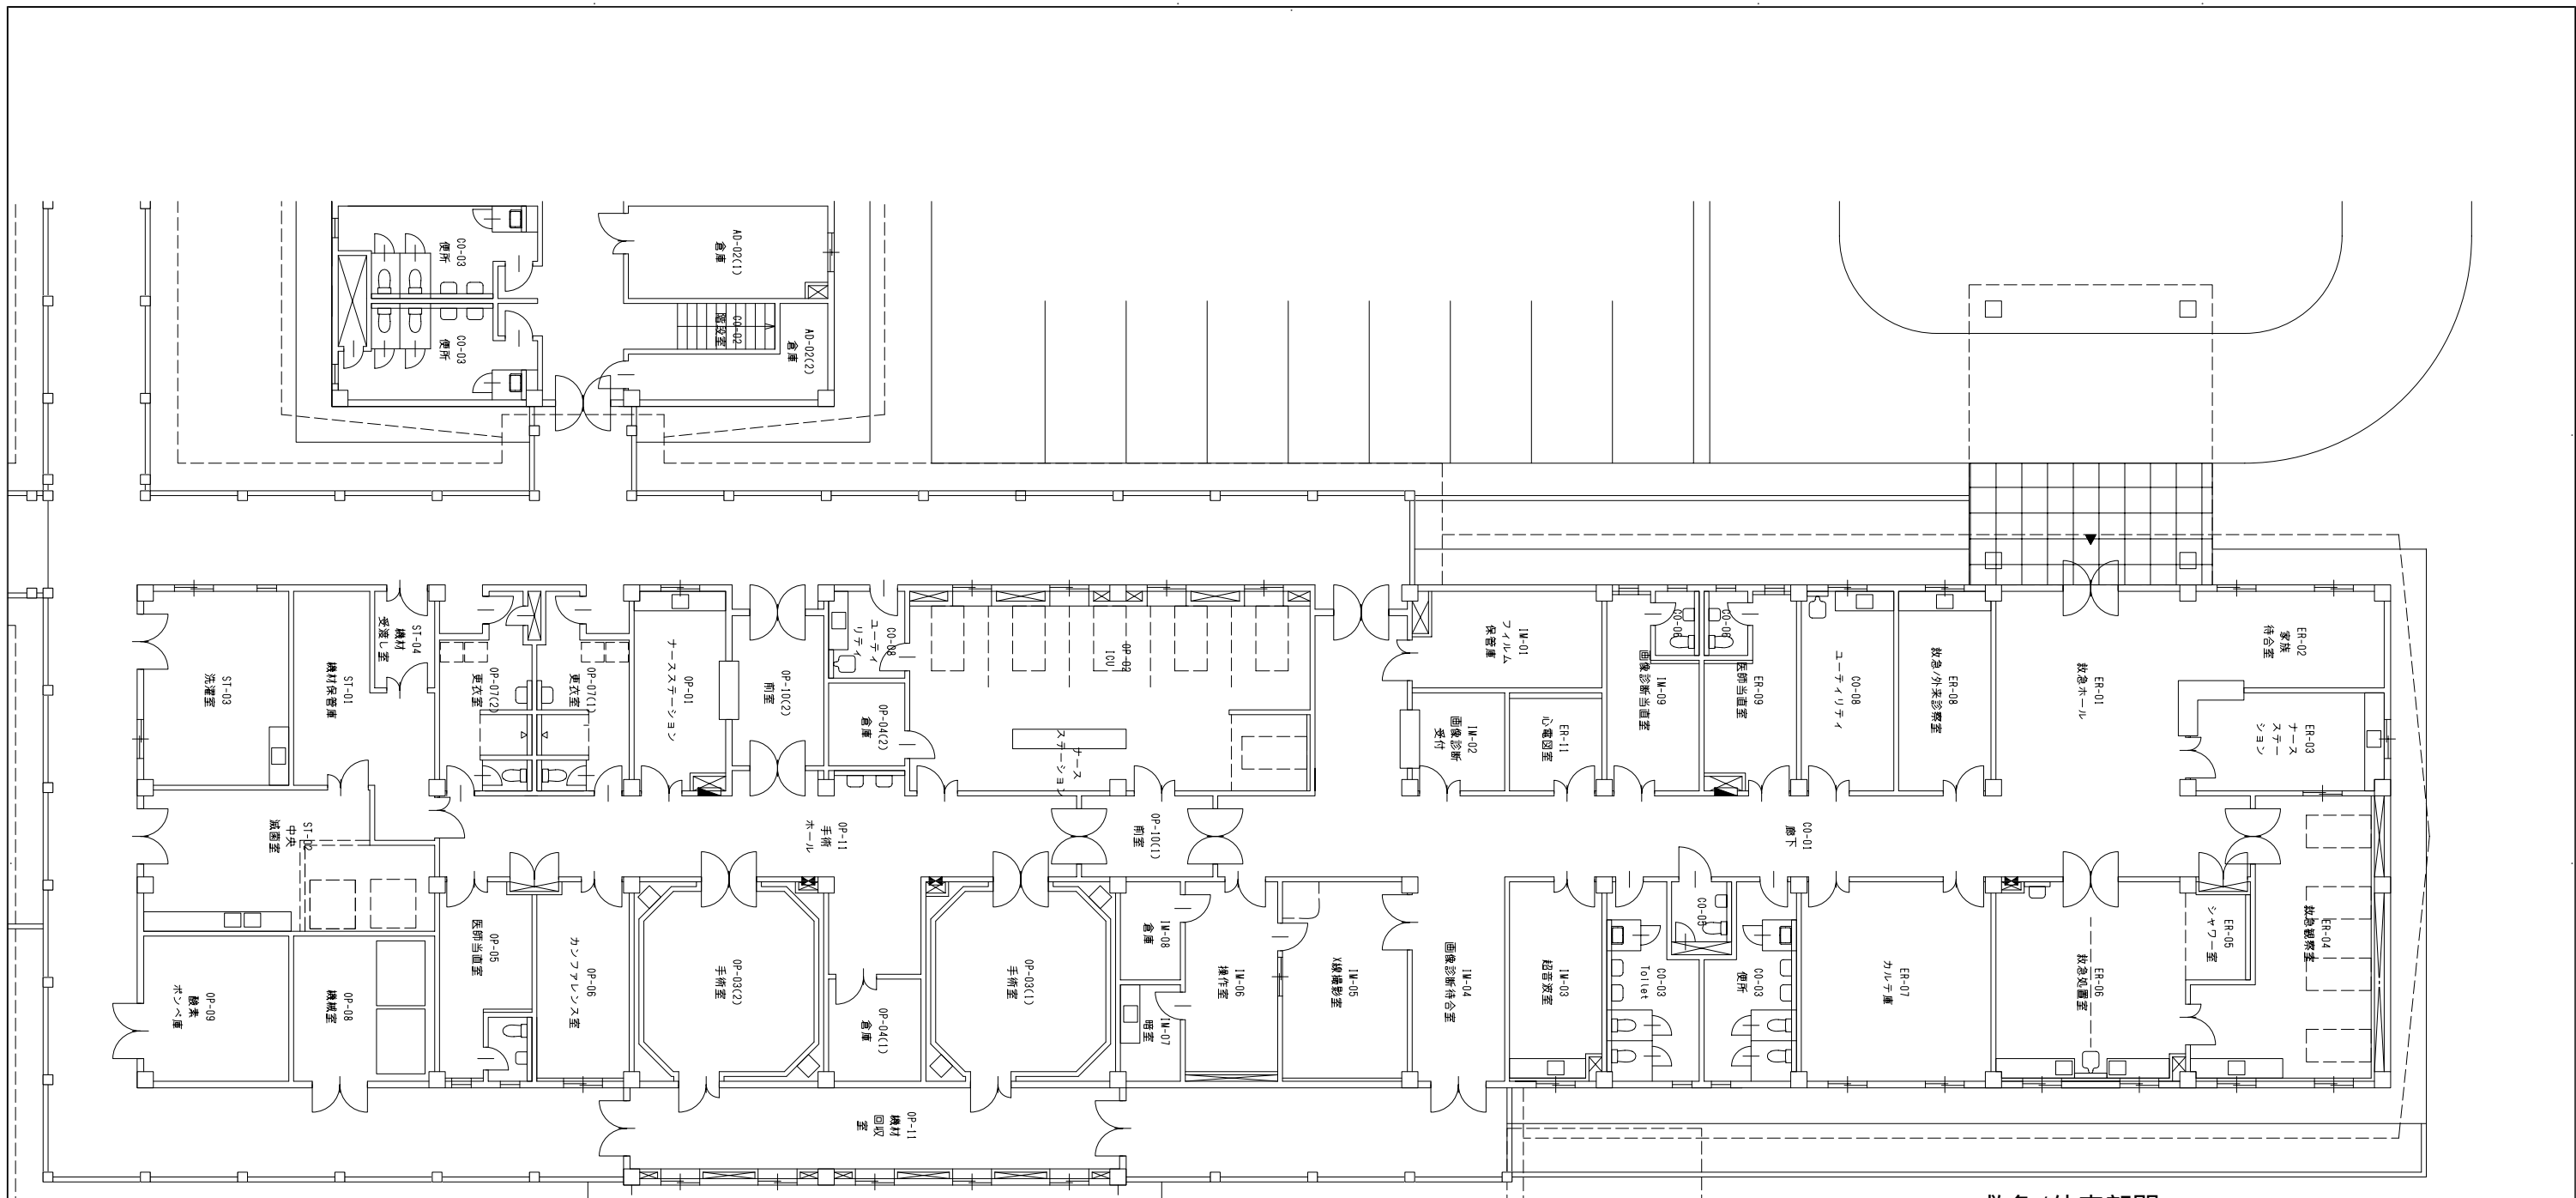 CO-03
便所
CO-03
便所
AD-02(1)
倉庫
CO-02
階段室
AD-02(2)
倉庫
ST-03
洗濯室
ST-01
機材保管庫
ST-04
機材
受渡し室
OP-07(2)
更衣室
OP-07(1)
更衣室
OP-01
ナースステーション
OP-10(2)
前室
CO-08
ユーティ
リティ
OP-04(2)
倉庫
OP-02
ICU
ナース
ステーション
IM-01
フィルム
保管庫
IM-02
画像診断
受付
ER-11
心電図室
IM-09
画像診断当直室
CO-06
CO-06
ER-09
医師当直室
CO-08
ユーティリティ
ER-08
救急/外来診察室
ER-01
救急ホール
ER-02
家族
待合室
ER-03
ナース
ステー
ション
ST-02
中央
滅菌室
OP-11
手術
ホール
OP-10(1)
前室
CO-01
廊下
OP-09
酸素
ボンベ庫
OP-08
機械室
OP-05
医師当直室
OP-06
カンファレンス室
OP-03(2)
手術室
OP-04(1)
倉庫
OP-03(1)
手術室
IM-08
倉庫
IM-07
暗室
IM-06
操作室
IM-05
X線撮影室
IM-04
画像診断待合室
IM-03
超音波室
CO-03
Toilet
CO-05
CO-03
便所
ER-07
カルテ庫
ER-06
救急処置室
ER-05
シャワー室
ER-04
救急観察室
OP-11
機材
回収
室